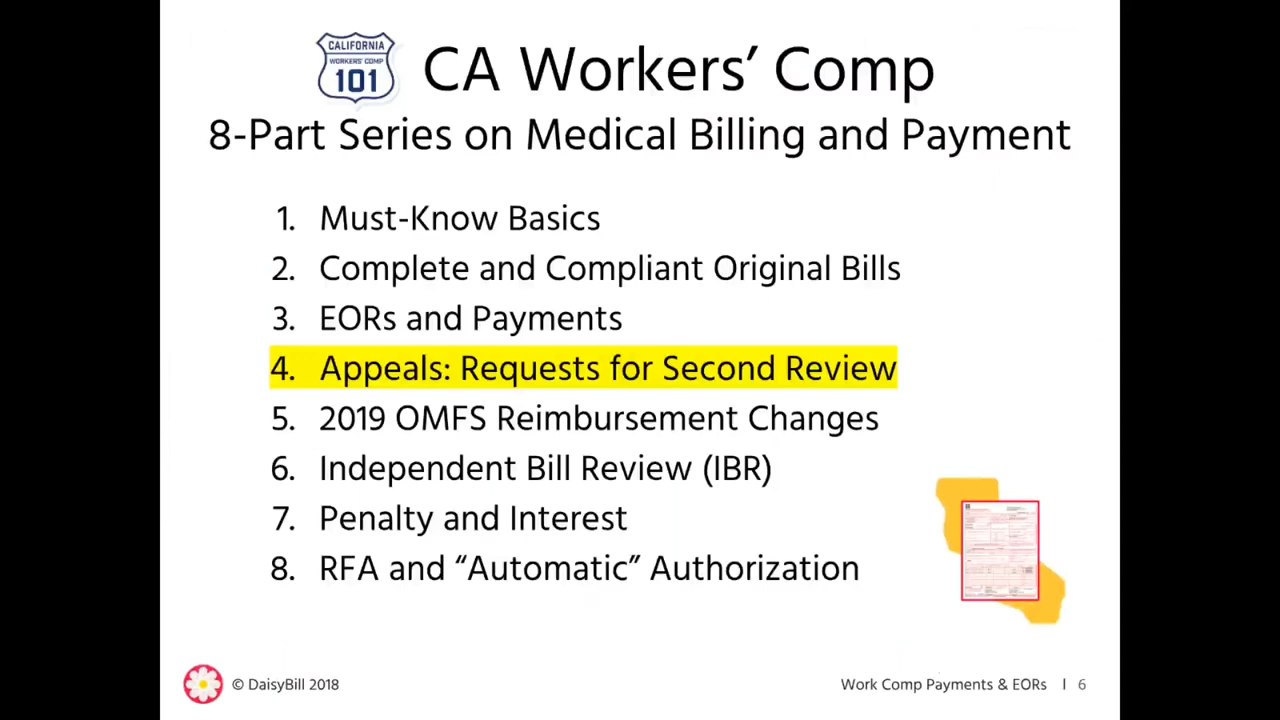 CALIFORNIA
WORKERS' COMP
101
CA Workers’ Comp
8-Part Series on Medical Billing and Payment
1. Must-Know Basics
2. Complete and Compliant Original Bills
3. EORs and Payments
4. Appeals: Requests for Second Review
5. 2019 OMFS Reimbursement Changes
6. Independent Bill Review (IBR)
7. Penalty and Interest
8. RFA and “Automatic” Authorization
© DaisyBill 2018
Work Comp Payments & EORs | 6